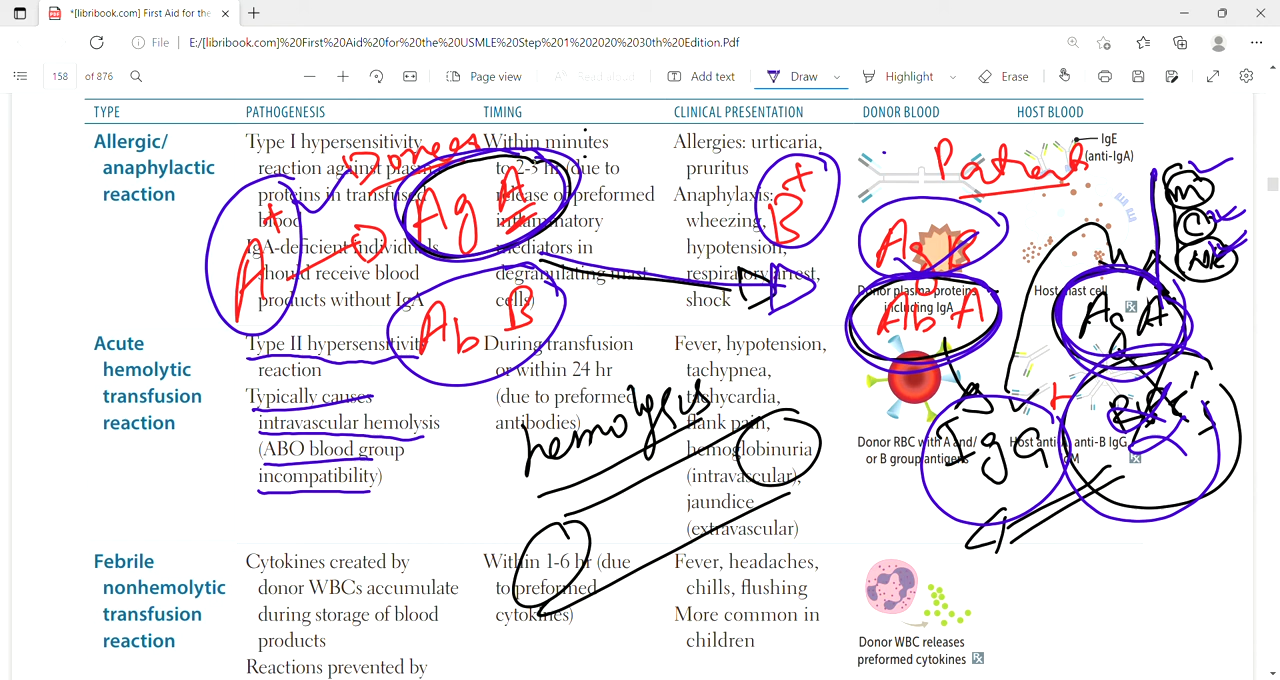 *[libribook.com] First Aid for the
File
E:/[libribook.com]%20First%20Aid%20for%20the%20USMLE%20Step%201%202020%2030th%20Edition.Pdf
158 of 876
Page view
Read aloud
Add text
Draw
Highlight
Erase
TYPE PATHOGENESIS TIMING CLINICAL PRESENTATION DONOR BLOOD HOST BLOOD
Allergic/
anaphylactic
reaction
Type I hypersensitivity
reaction against plasma
proteins in transfused
IgA-deficient individuals
should receive blood
products without IgA
Within minutes
to 2-3 hr (due to
release of preformed
inflammatory
mediators in
degranulating mast
cells)
Allergies: urticaria,
pruritus
Anaphylaxis:
wheezing,
hypotension,
respiratory arrest,
shock
Donor plasma proteins
including IgA
IgE
(anti-IgA)
Host mast cell
Acute
hemolytic
transfusion
reaction
Type II hypersensitivity
reaction
Typically causes
intravascular hemolysis
(ABO blood group
incompatibility)
During transfusion
or within 24 hr
(due to preformed
antibodies)
Fever, hypotension,
tachypnea,
tachycardia,
flank pain,
hemoglobinuria
(intravascular),
jaundice
(extravascular)
Donor RBC with A and/
or B group antigens
Host anti-B IgG
Febrile
nonhemolytic
transfusion
reaction
Cytokines created by
donor WBCs accumulate
during storage of blood
products
Reactions prevented by
Within 1-6 hr (due
to preformed
cytokines)
Fever, headaches,
chills, flushing
More common in
children
Donor WBC releases
preformed cytokines
A+
Ag A
Ab B
B+
Ab A
Ag A
hemolysus